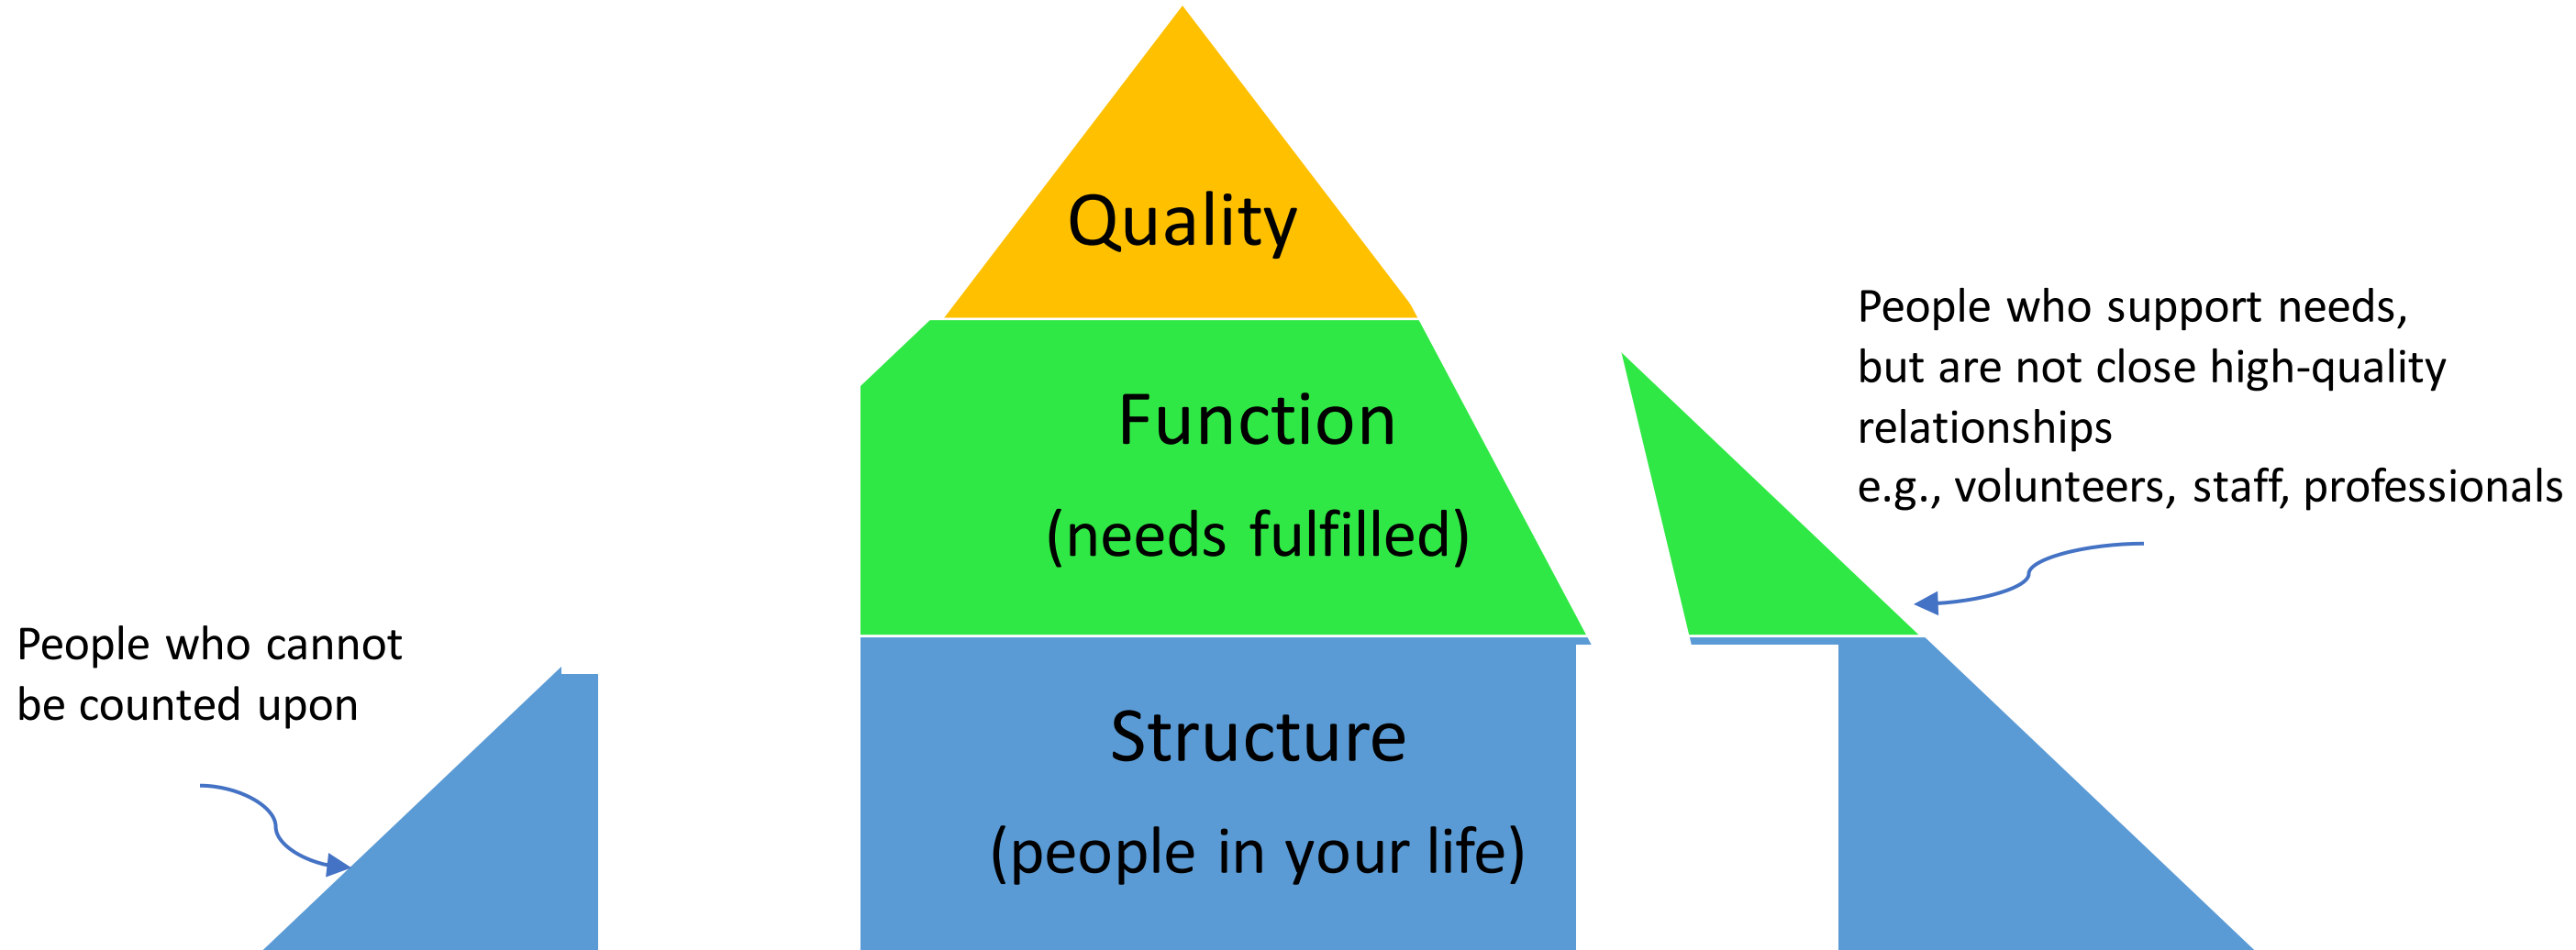 Quality
Function
(needs fulfilled)
Structure
(people in your life)
People who cannot
be counted upon
People who support needs,
but are not close high-quality
relationships
e.g., volunteers, staff, professionals